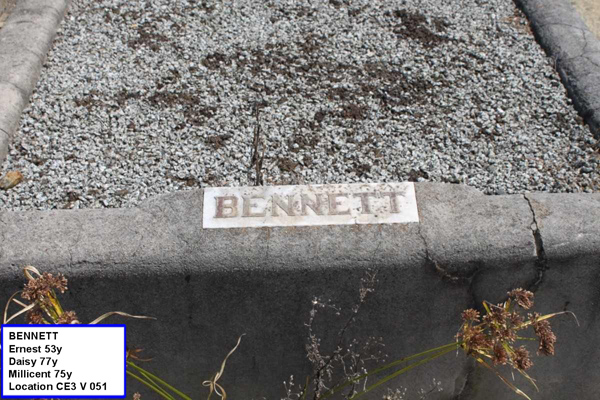 BENNETT
BENNETT
Ernest 53y
Daisy 77y
Millicent 75y
Location CE3 V 051